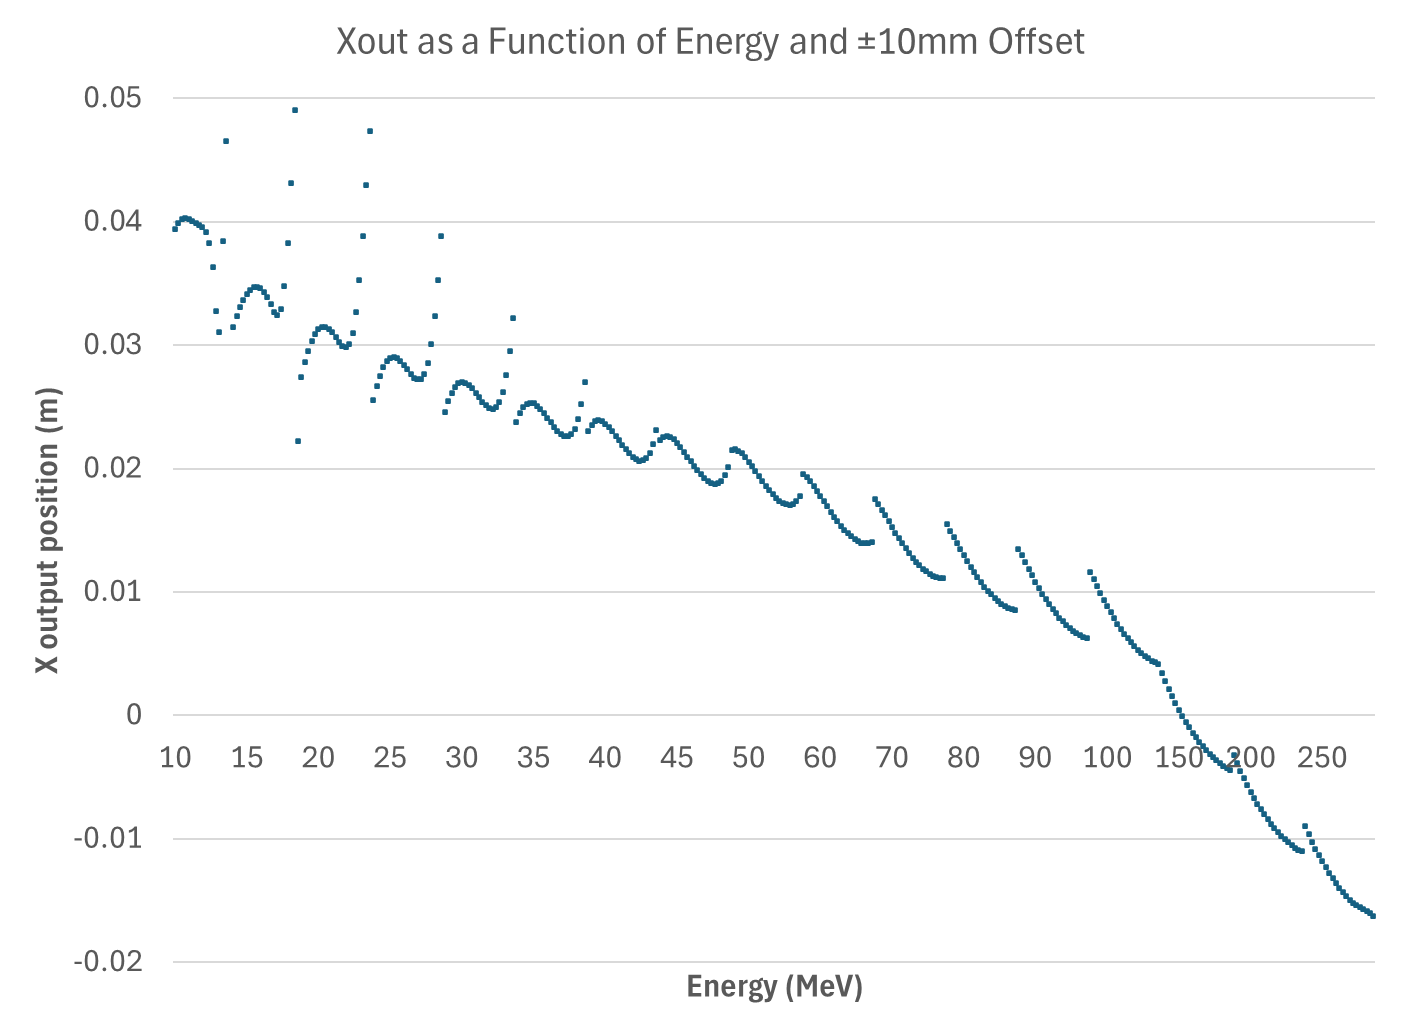 Xout as a Function of Energy and ±10mm Offset
0.05
0.04
0.03
0.02
0.01
0
-0.01
-0.02
X output position (m)
10 15 20 25 30 35 40 45 50 60 70 80 90 100 150 200 250
Energy (MeV)